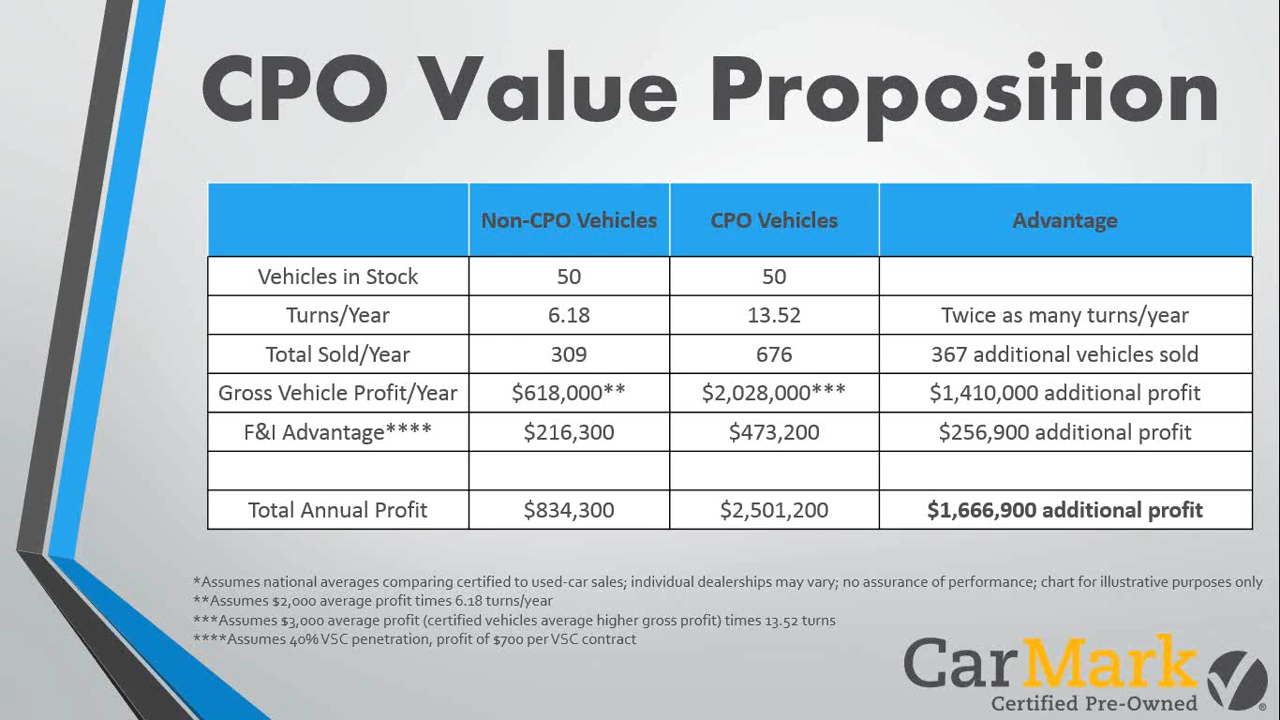 CPO Value Proposition
Non-CPO Vehicles CPO Vehicles Advantage
Vehicles in Stock 50 50
Turns/Year 6.18 13.52 Twice as many turns/year
Total Sold/Year 309 676 367 additional vehicles sold
Gross Vehicle Profit/Year $618,000** $2,028,000*** $1,410,000 additional profit
F&I Advantage**** $216,300 $473,200 $256,900 additional profit
Total Annual Profit $834,300 $2,501,200 $1,666,900 additional profit
*Assumes national averages comparing certified to used-car sales; individual dealerships may vary; no assurance of performance; chart for illustrative purposes only
**Assumes $2,000 average profit times 6.18 turns/year
***Assumes $3,000 average profit (certified vehicles average higher gross profit) times 13.52 turns
****Assumes 40% VSC penetration, profit of $700 per VSC contract
CarMark
Certified Pre-Owned ®